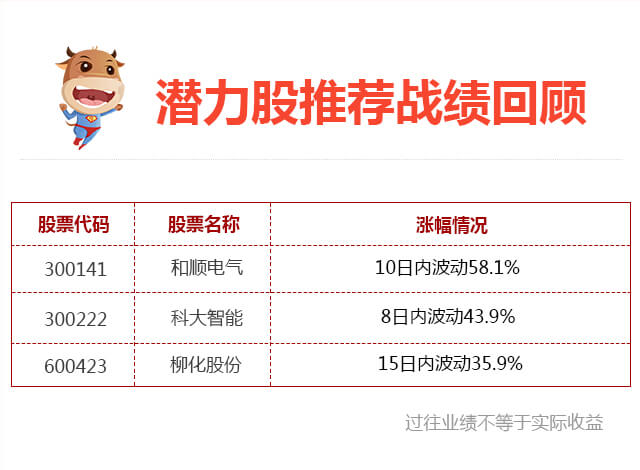 潜力股推荐战绩回顾
股票代码 股票名称 涨幅情况
300141 和顺电气 10日内波动58.1%
300222 科大智能 8日内波动43.9%
600423 柳化股份 15日内波动35.9%
过往业绩不等于实际收益